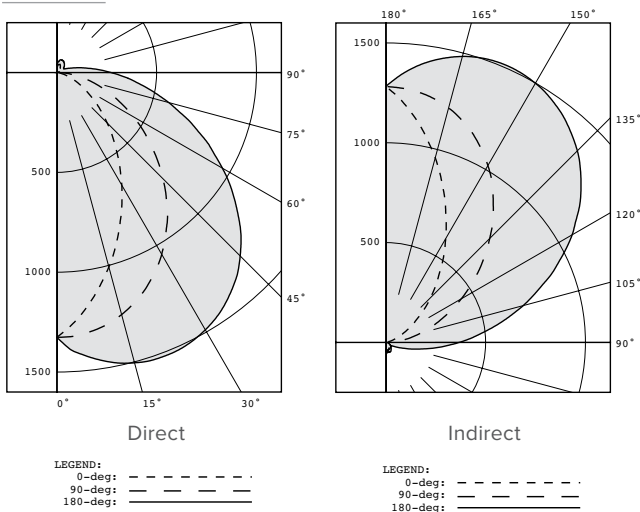 90°
75°
60°
45°
500
1000
1500
0° 15° 30°
Direct
LEGEND:
0-deg:
90-deg:
180-deg:
180° 165° 150°
1500
1000
500
135°
120°
105°
90°
Indirect
LEGEND:
0-deg:
90-deg:
180-deg: